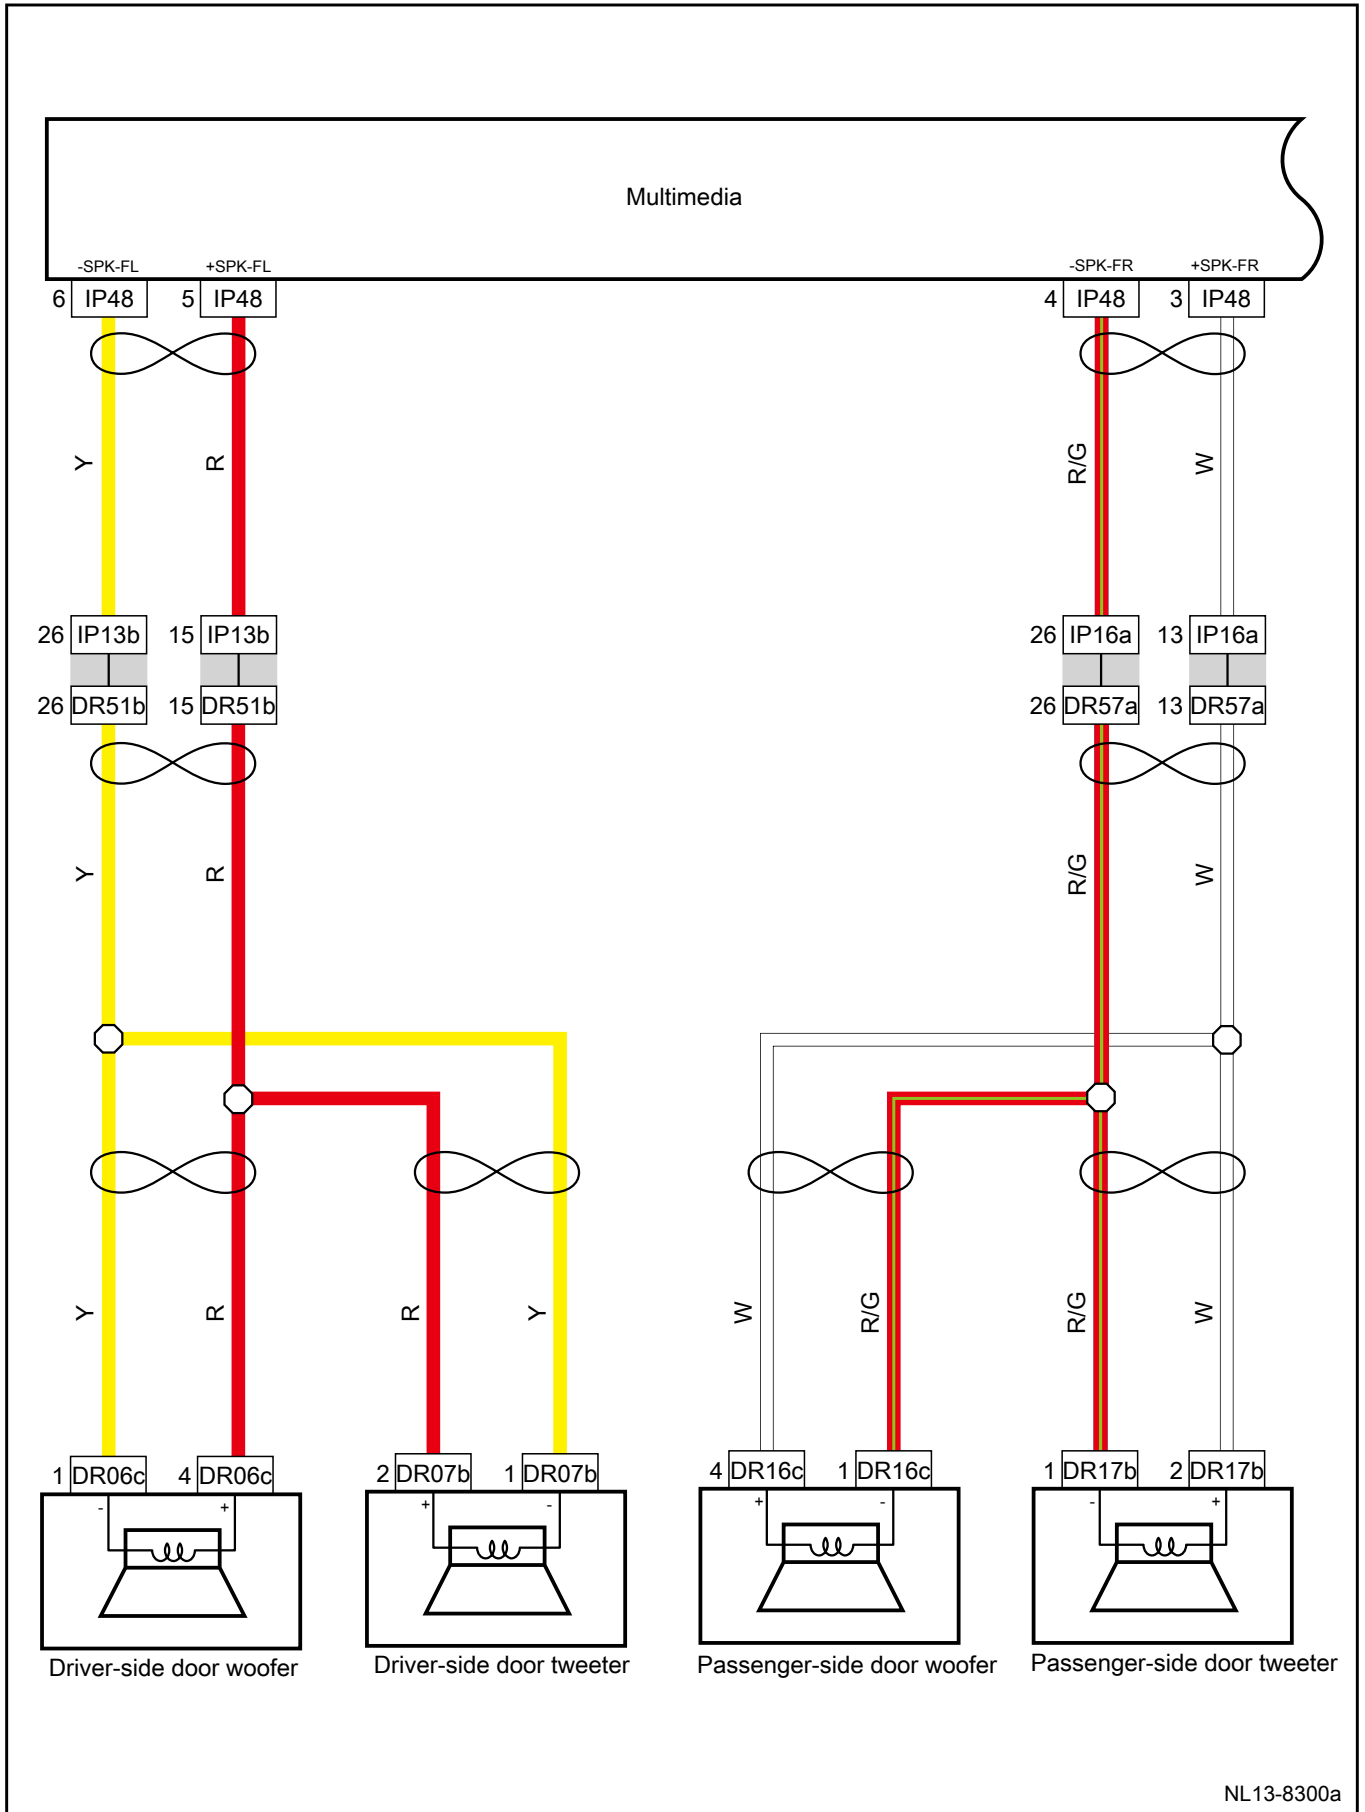 Multimedia
-SPK-FL +SPK-FL -SPK-FR +SPK-FR
6 IP48 5 IP48 4 IP48 3 IP48
Y R R/G W
26 IP13b 15 IP13b 26 IP16a 13 IP16a
26 DR51b 15 DR51b 26 DR57a 13 DR57a
Y R R/G W
Y R R Y W R/G R/G W
1 DR06c 4 DR06c 2 DR07b 1 DR07b 4 DR16c 1 DR16c 1 DR17b 2 DR17b
- + + - + - - +
Driver-side door woofer Driver-side door tweeter Passenger-side door woofer Passenger-side door tweeter
NL13-8300a